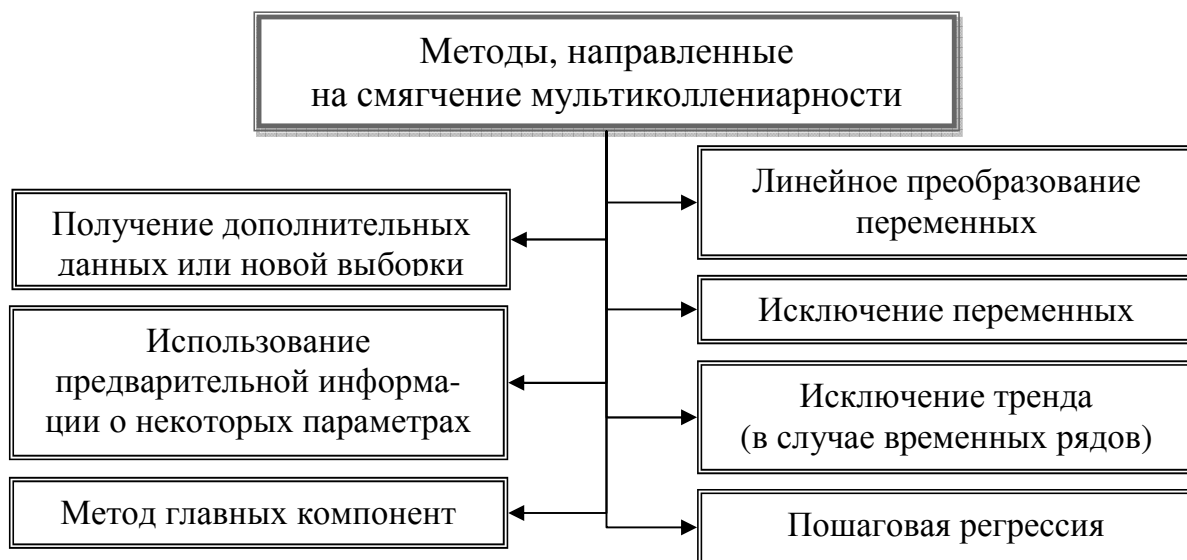 Методы, направленные
на смягчение мультиколлениарности
Получение дополнительных
данных или новой выборки
Использование
предварительной информа-
ции о некоторых параметрах
Метод главных компонент
Линейное преобразование
переменных
Исключение переменных
Исключение тренда
(в случае временных рядов)
Пошаговая регрессия